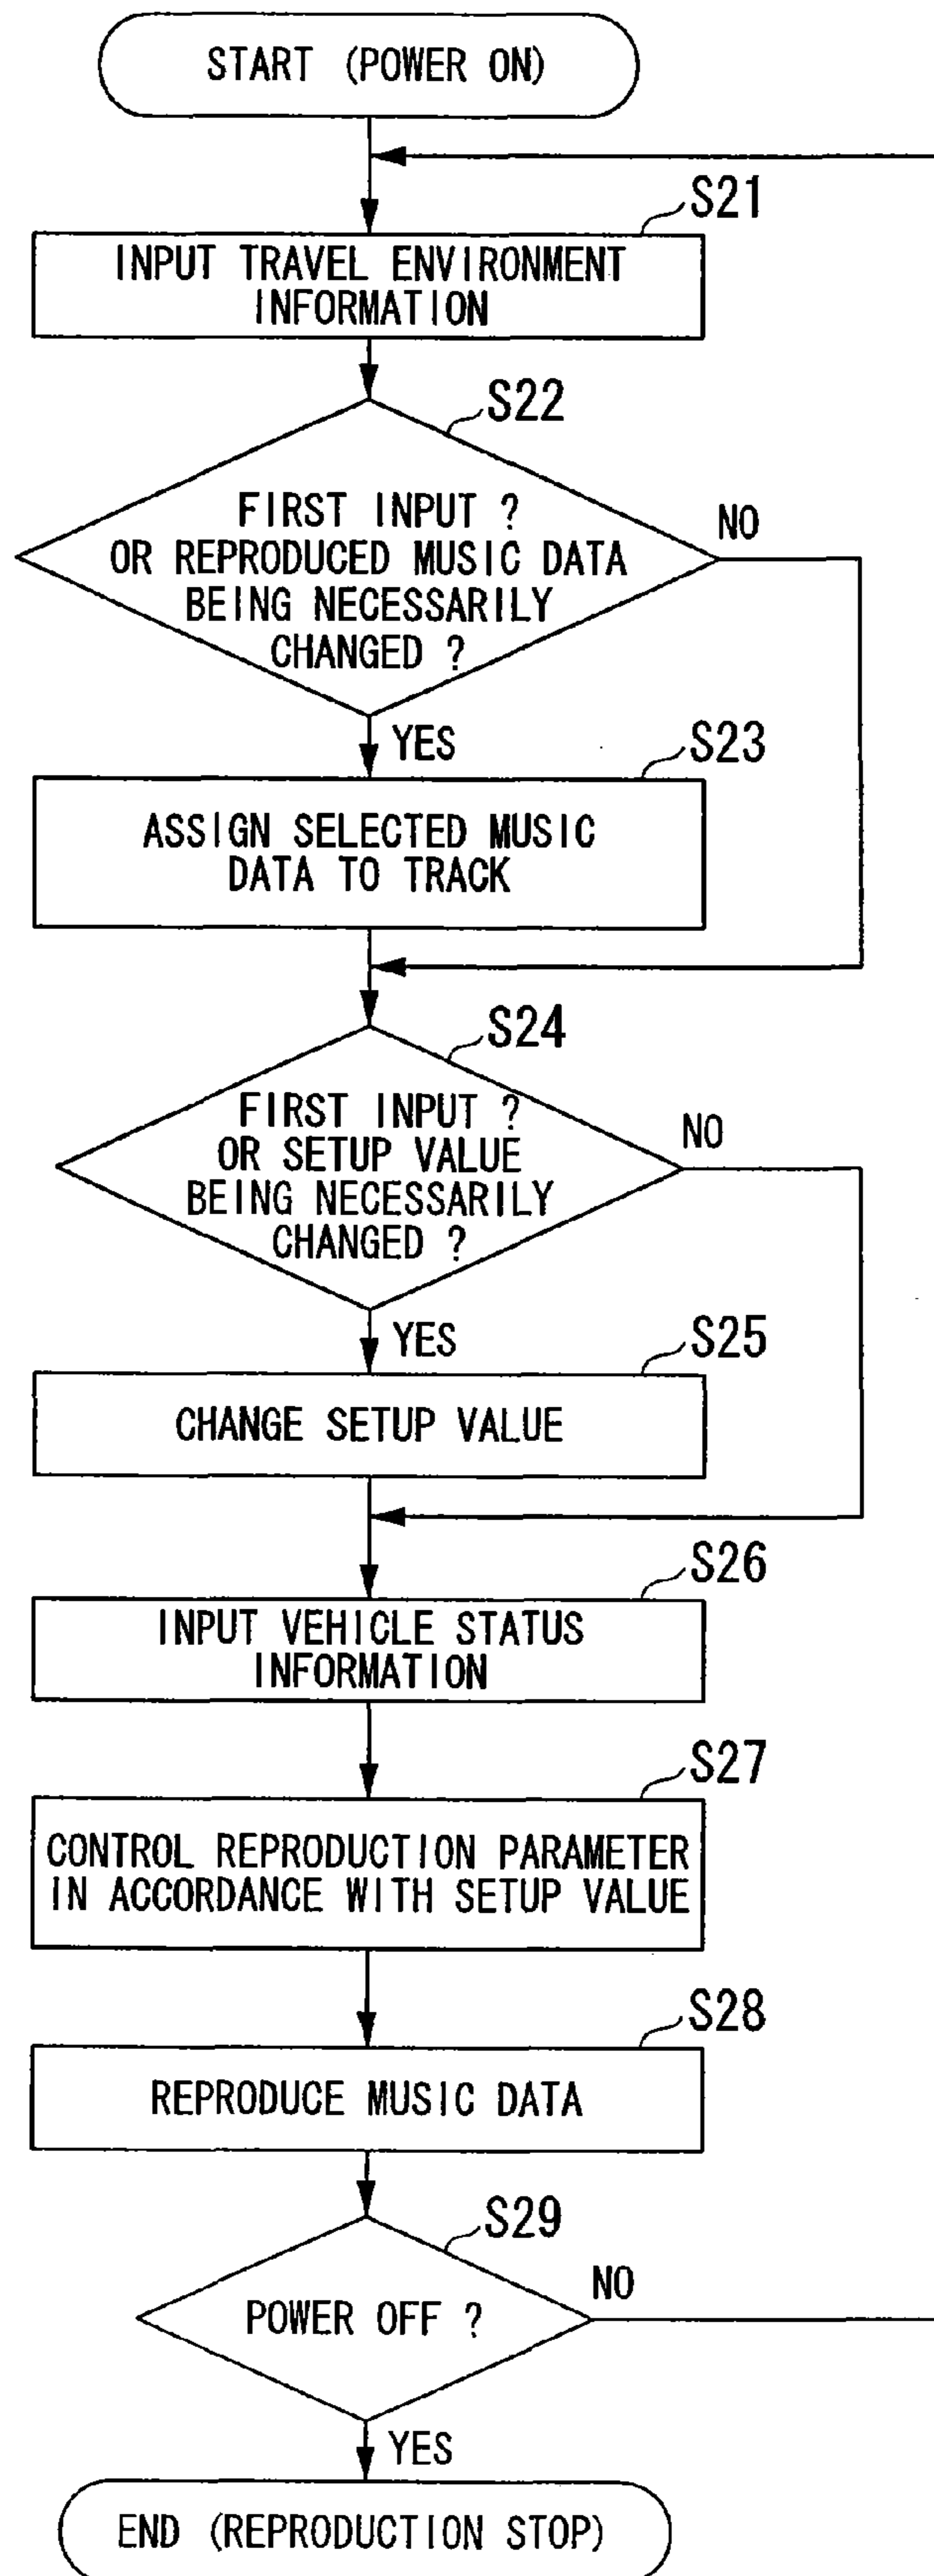 START (POWER ON)
S21
INPUT TRAVEL ENVIRONMENT
INFORMATION
S22
FIRST INPUT ?
OR REPRODUCED MUSIC DATA
BEING NECESSARILY
CHANGED ?
NO
YES
S23
ASSIGN SELECTED MUSIC
DATA TO TRACK
S24
FIRST INPUT ?
OR SETUP VALUE
BEING NECESSARILY
CHANGED ?
NO
YES
S25
CHANGE SETUP VALUE
S26
INPUT VEHICLE STATUS
INFORMATION
S27
CONTROL REPRODUCTION PARAMETER
IN ACCORDANCE WITH SETUP VALUE
S28
REPRODUCE MUSIC DATA
S29
POWER OFF ?
NO
YES
END (REPRODUCTION STOP)